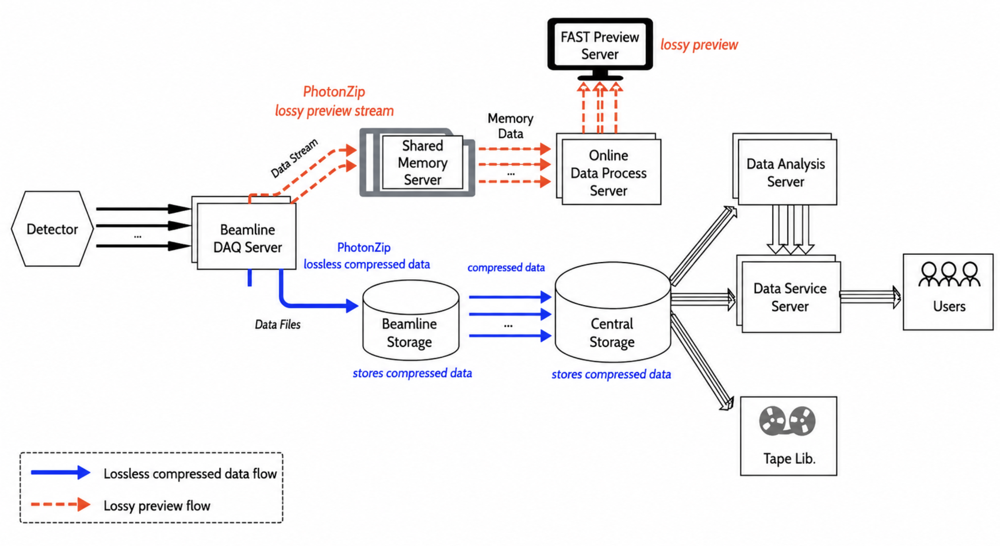 FAST Preview
Server
lossy preview
PhotonZip
lossy preview stream
Memory
Data
Data Stream
Shared
Memory
Server
...
Online
Data Process
Server
Data Analysis
Server
Detector
...
Beamline
DAQ Server
PhotonZip
lossless compressed data
compressed data
Data Files
Beamline
Storage
...
Central
Storage
Data Service
Server
Users
stores compressed data
stores compressed data
Tape Lib.
Lossless compressed data flow
Lossy preview flow